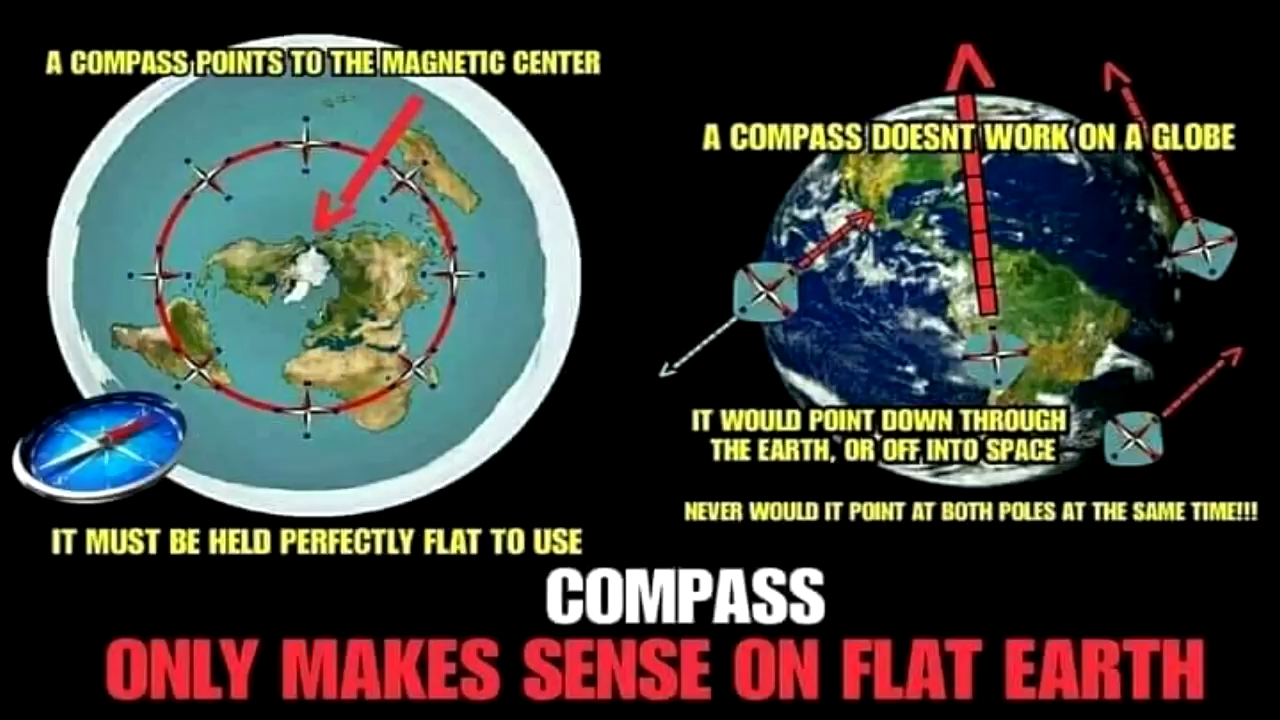 A COMPASS POINTS TO THE MAGNETIC CENTER
A COMPASS DOESNT WORK ON A GLOBE
IT WOULD POINT DOWN THROUGH
THE EARTH, OR OFF INTO SPACE
NEVER WOULD IT POINT AT BOTH POLES AT THE SAME TIME!!!
IT MUST BE HELD PERFECTLY FLAT TO USE
COMPASS
ONLY MAKES SENSE ON FLAT EARTH